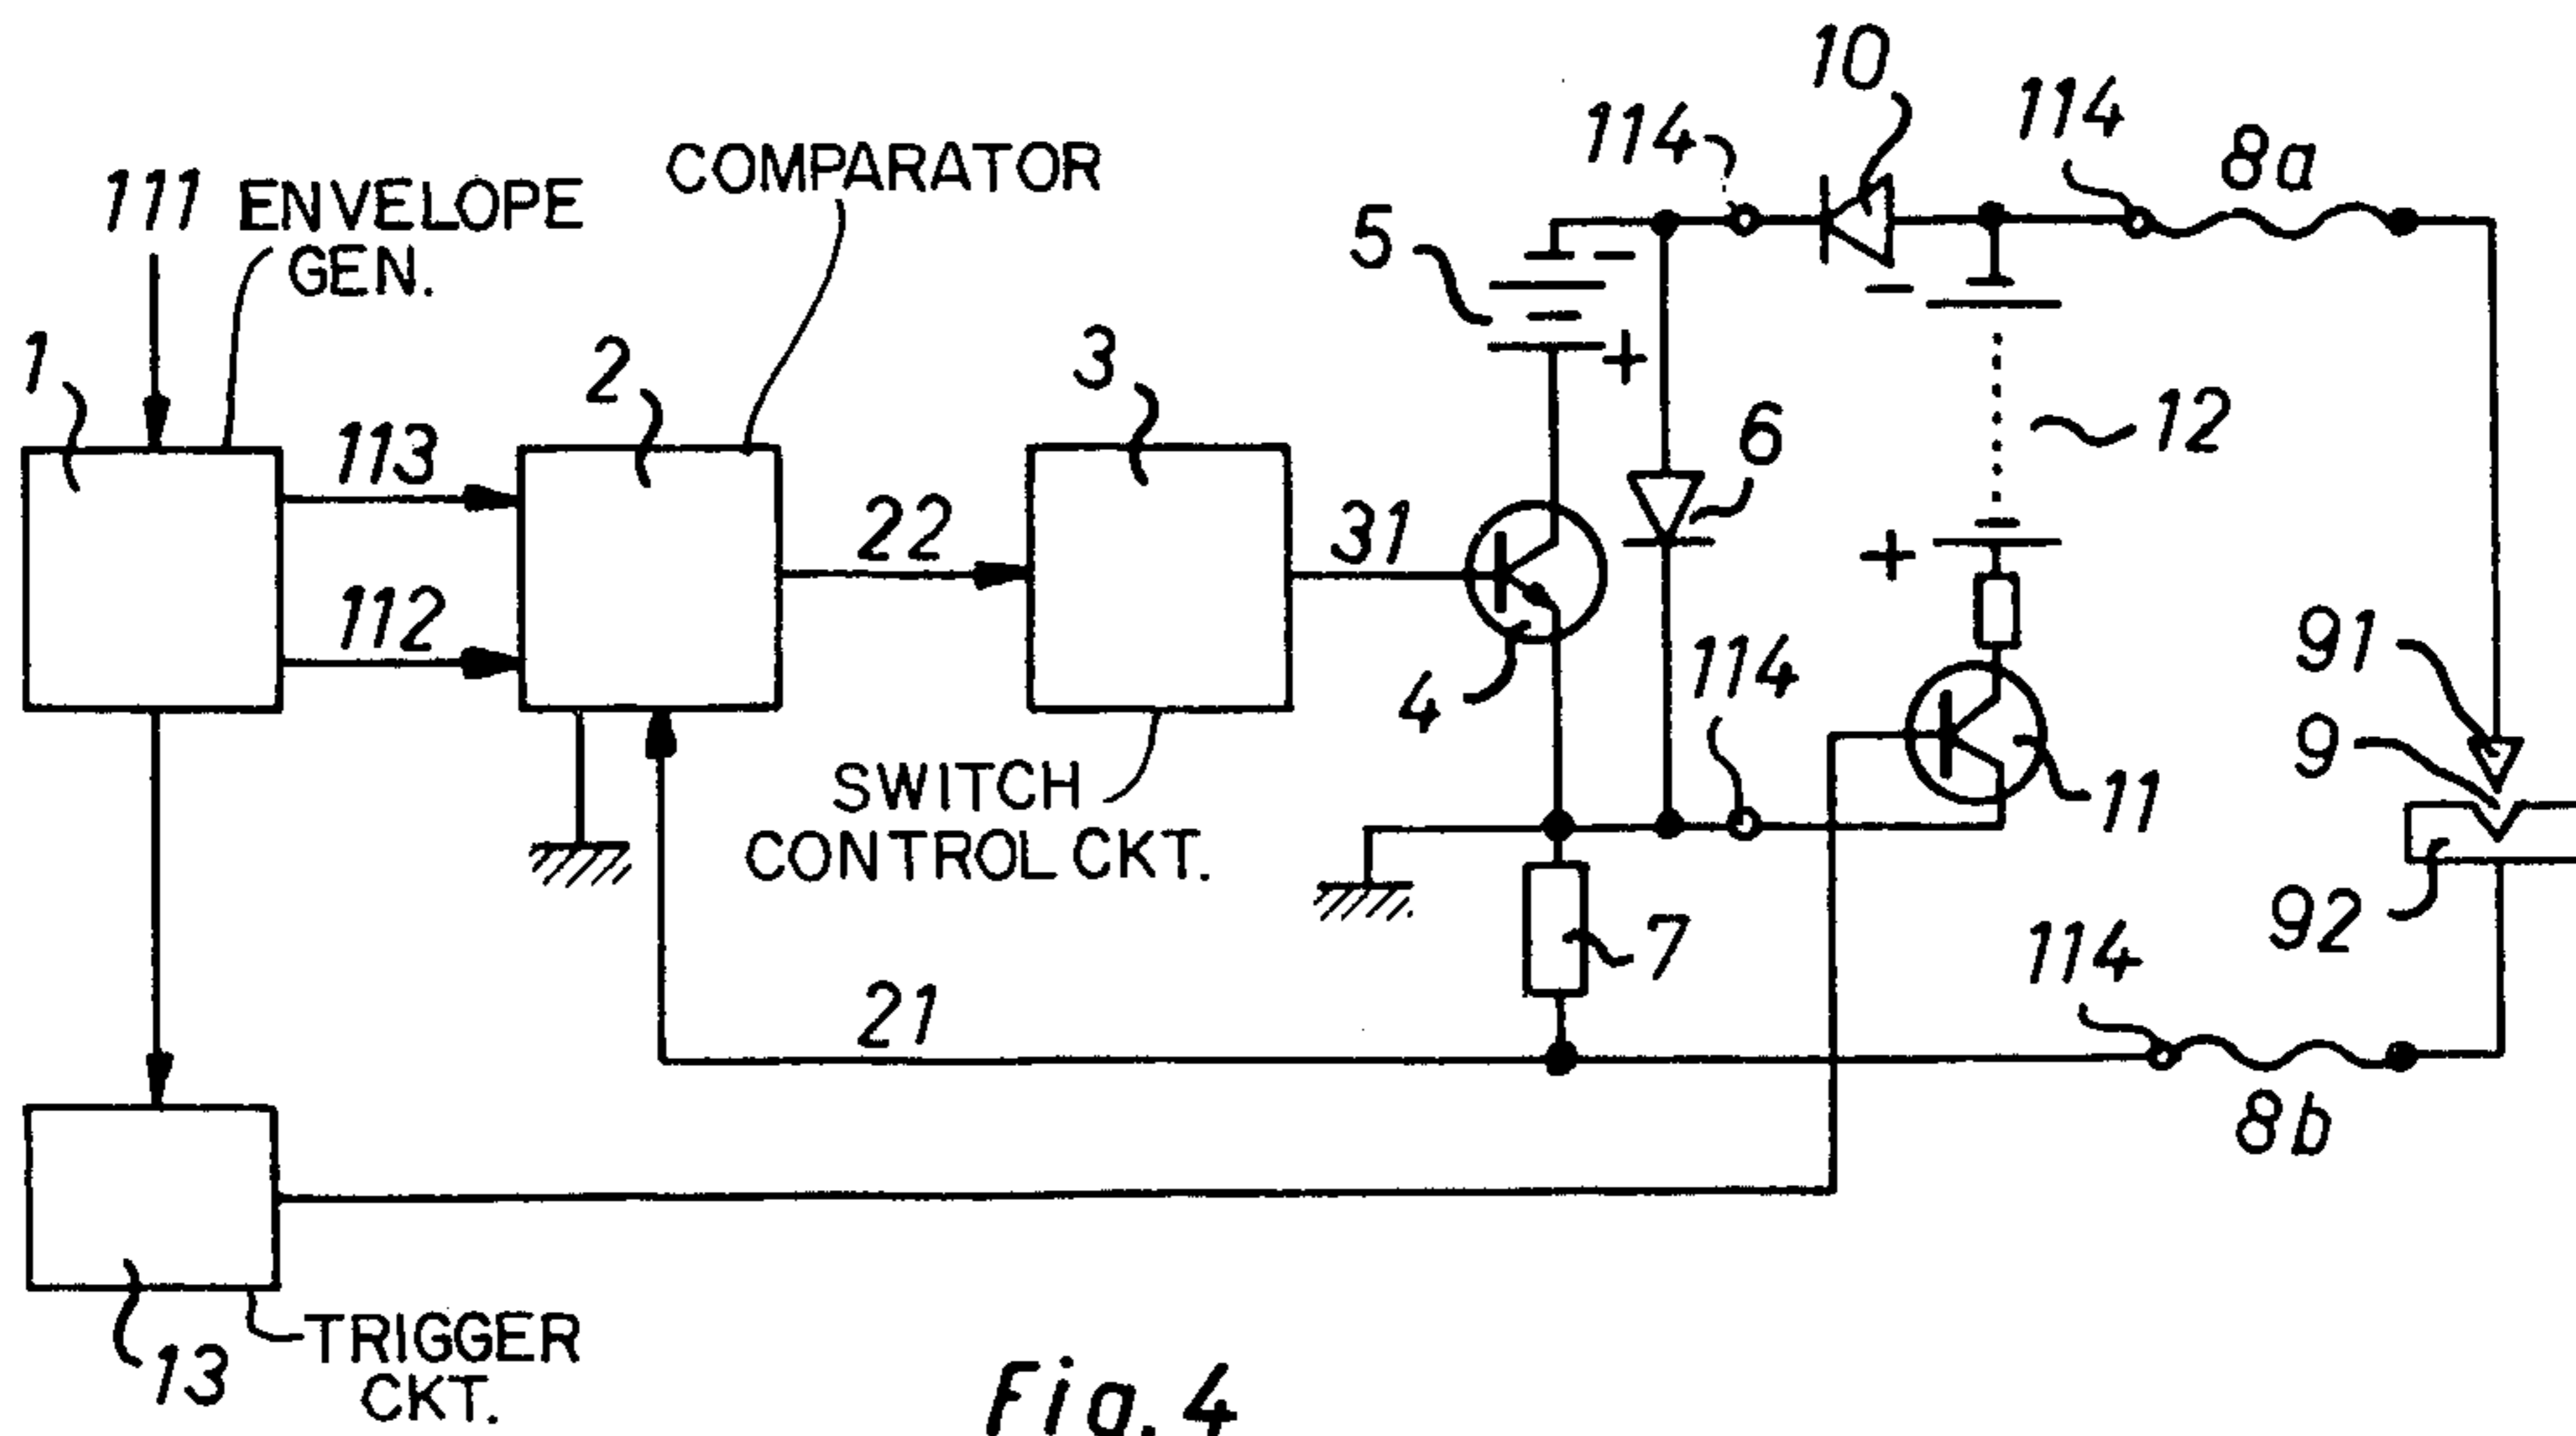 10
114
114
8a
COMPARATOR
111 ENVELOPE
GEN.
5
-
-
1
2
3
+
12
6
113
22
31
+
112
4
114
91
9
11
SWITCH
CONTROL CKT.
7
92
114
21
8b
13
TRIGGER
CKT.
Fig. 4